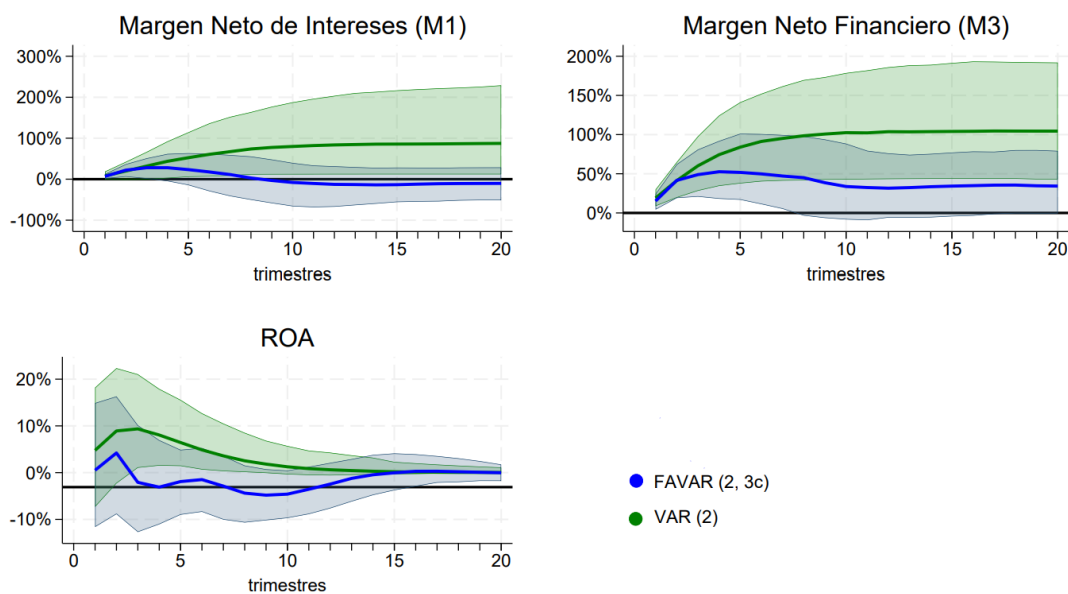 Margen Neto de Intereses (M1)
300%
200%
100%
0%
-100%
0 5 10 15 20
trimestres
Margen Neto Financiero (M3)
200%
150%
100%
50%
0%
0 5 10 15 20
trimestres
ROA
20%
10%
0%
-10%
0 5 10 15 20
trimestres
FAVAR (2, 3c)
VAR (2)